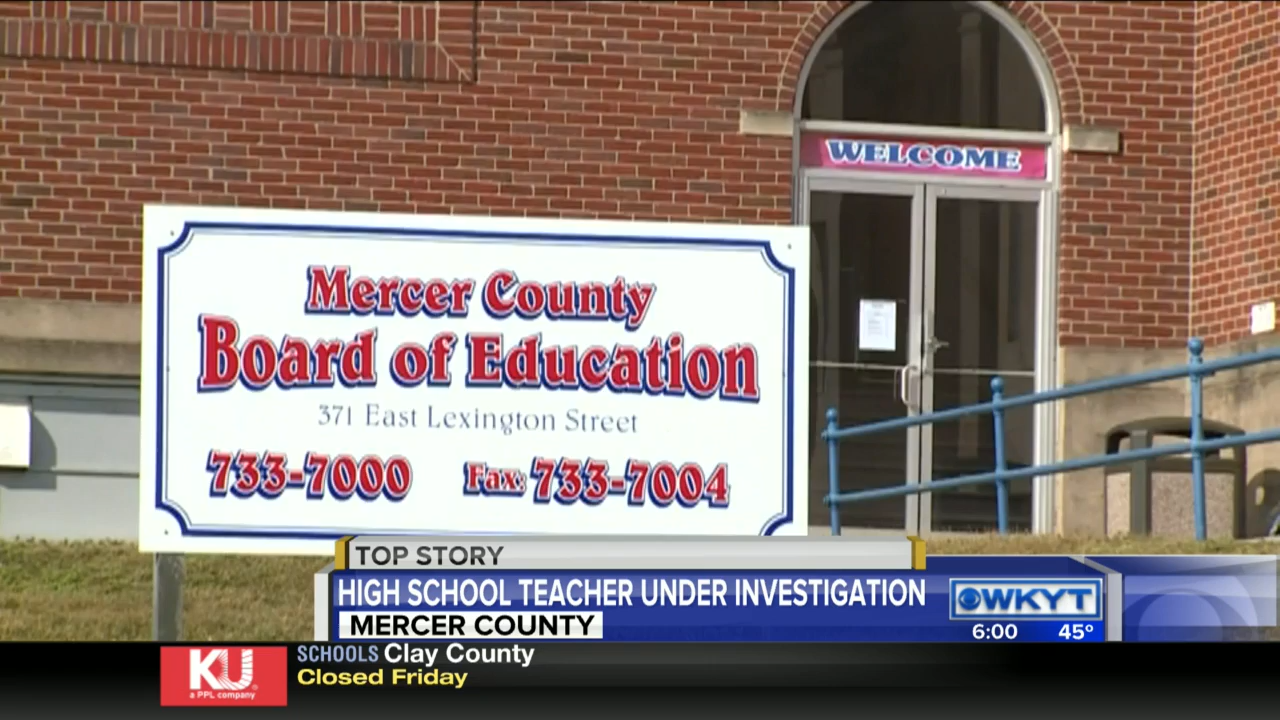 WELCOME
Mercer County
Board of Education
371 East Lexington Street
733-7000 Fax: 733-7004
TOP STORY
HIGH SCHOOL TEACHER UNDER INVESTIGATION
MERCER COUNTY
WKYT
6:00 45°
KU
a PPL company
SCHOOLS Clay County
Closed Friday